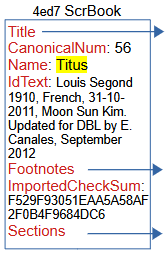 4ed7 ScrBook
Title
CanonicalNum: 56
Name: Titus
IdText: Louis Segond
1910, French, 31-10-
2011, Moon Sun Kim.
Updated for DBL by E.
Canales, September
2012
Footnotes
ImportedCheckSum:
F529F93051EAA5A58AF
2F0B4F9684DC6
Sections